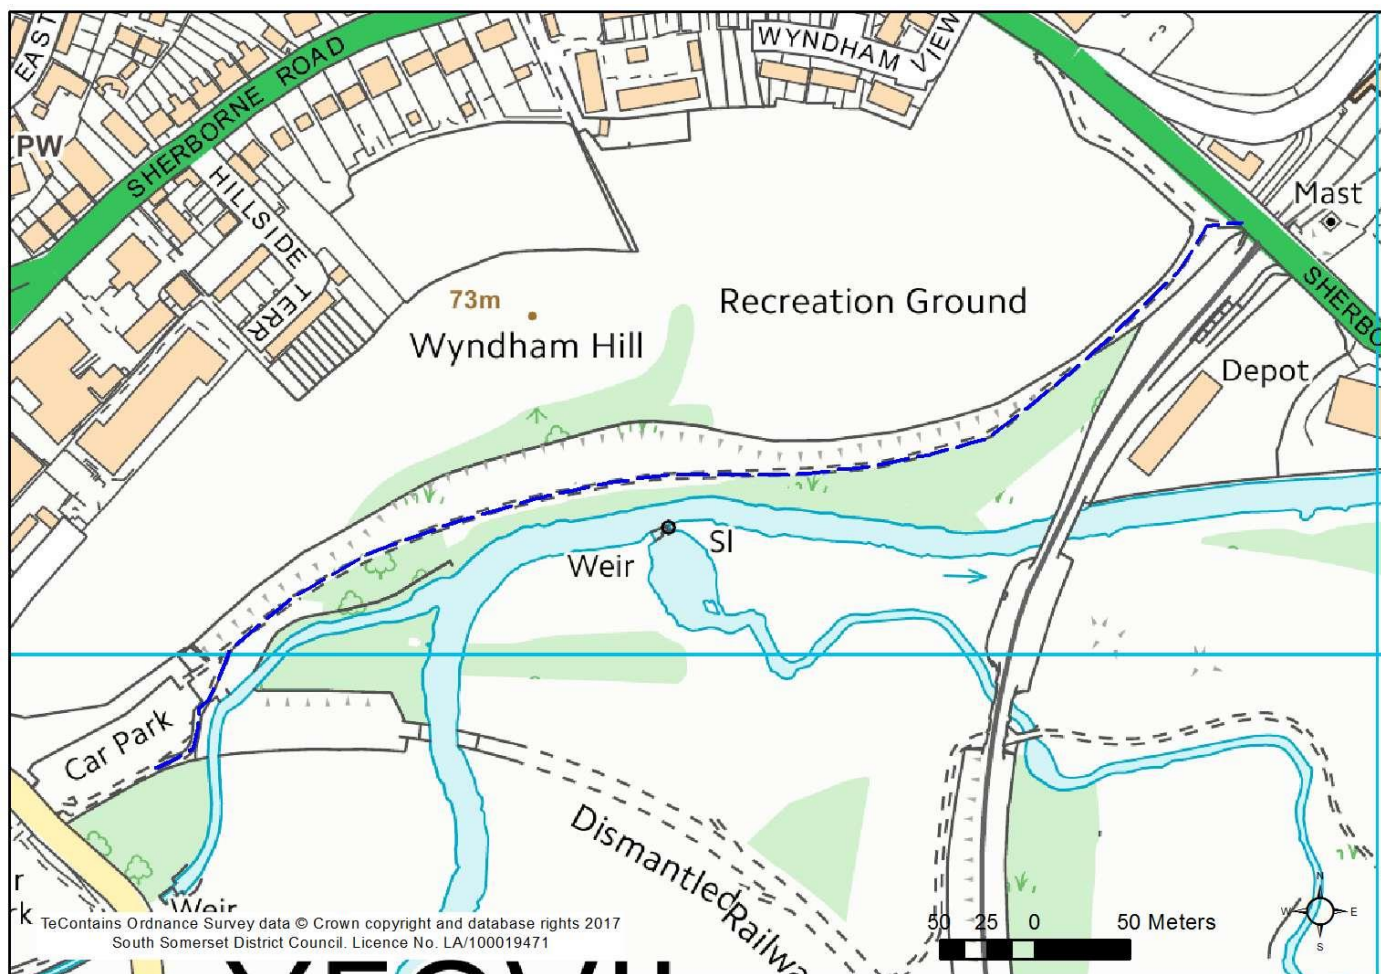 EAST
SHERBORNE ROAD
WYNDHAM VIEW
PW
HILLSIDE TERR
Mast
73m
Wyndham Hill
Recreation Ground
SHERBO
Depot
Weir
SI
Car Park
Dismantled Railwa
r
rk
Weir
TeContains Ordnance Survey data © Crown copyright and database rights 2017
South Somerset District Council. Licence No. LA/100019471
50 25 0 50 Meters
N
W E
S